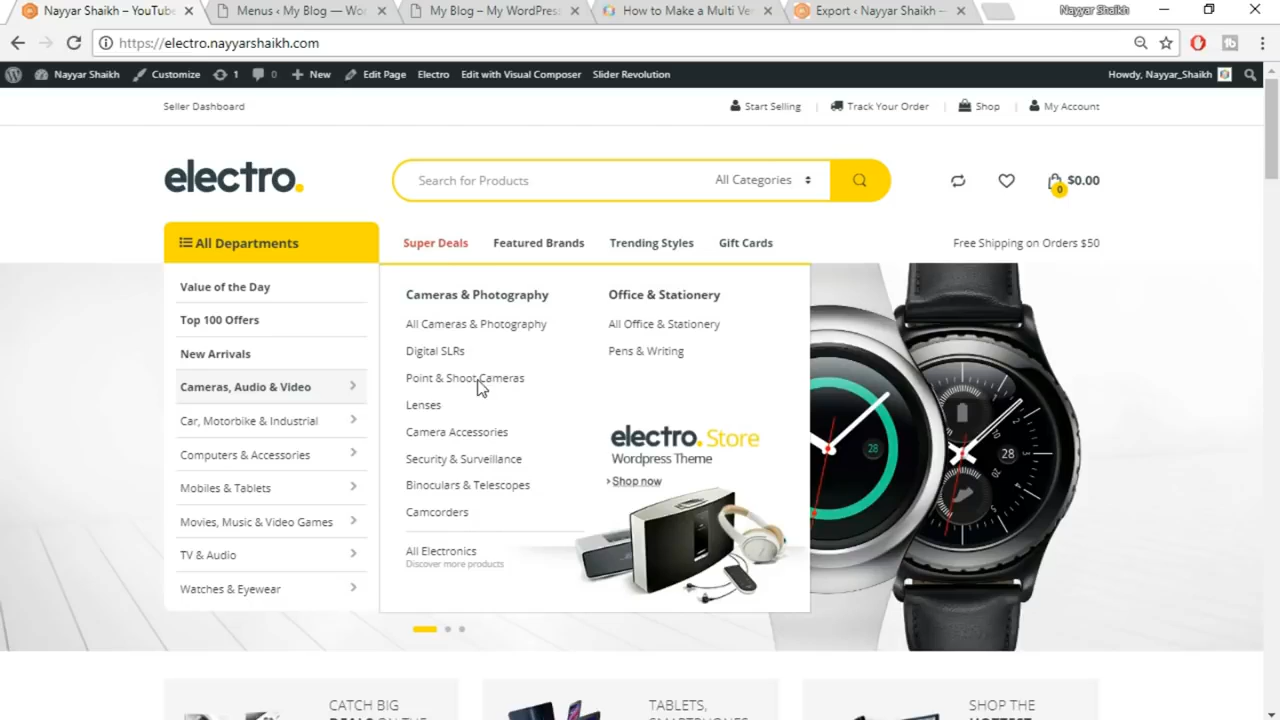 Nayyar Shaikh – YouTube
Menus ‹ My Blog — Wo
My Blog – My WordPres
How to Make a Multi Ve
Export ‹ Nayyar Shaikh —
Nayyar Shaikh
https://electro.nayyarshaikh.com
Nayyar Shaikh Customize 1 0 New Edit Page Electro Edit with Visual Composer Slider Revolution Howdy, Nayyar_Shaikh
Seller Dashboard Start Selling Track Your Order Shop My Account
electro. Search for Products All Categories $0.00
0
All Departments Super Deals Featured Brands Trending Styles Gift Cards Free Shipping on Orders $50
Value of the Day
Top 100 Offers
New Arrivals
Cameras, Audio & Video
Car, Motorbike & Industrial
Computers & Accessories
Mobiles & Tablets
Movies, Music & Video Games
TV & Audio
Watches & Eyewear
Cameras & Photography
All Cameras & Photography
Digital SLRs
Point & Shoot Cameras
Lenses
Camera Accessories
Security & Surveillance
Binoculars & Telescopes
Camcorders
All Electronics
Discover more products
Office & Stationery
All Office & Stationery
Pens & Writing
electro. Store
Wordpress Theme
Shop now
28
28
10
5
CATCH BIG
DEALS ON THE
TABLETS,
SMARTPHONES
SHOP THE
HOTTEST